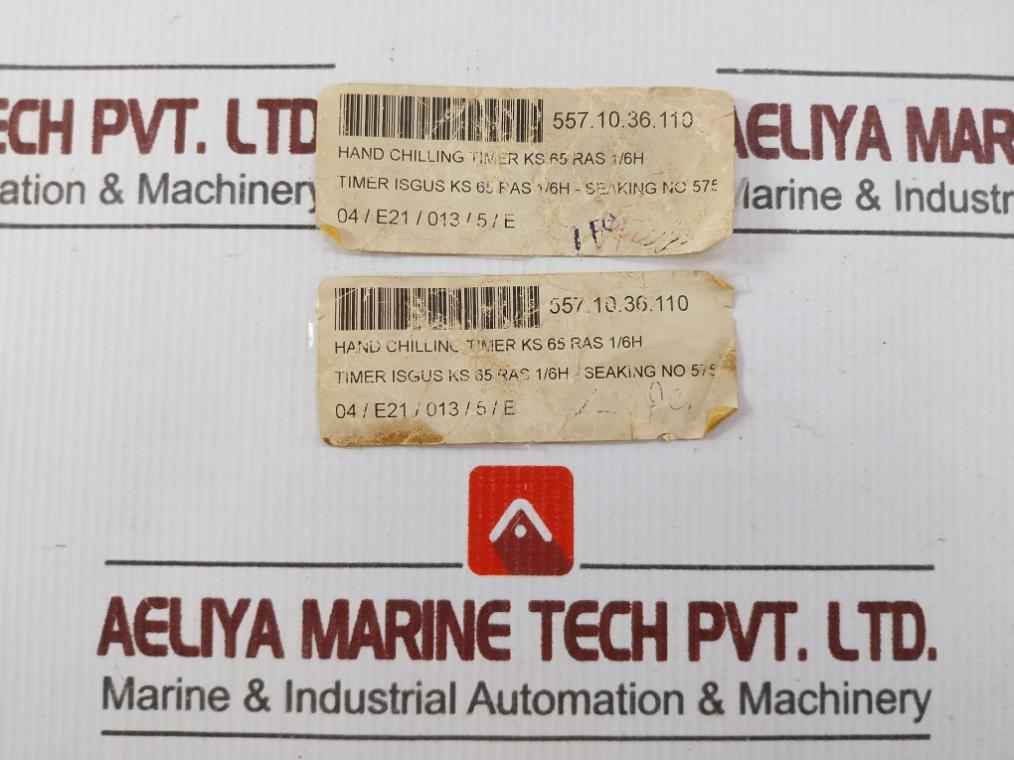 ECH PVT. LTD
ation & Machinery
AELIYA MAR
Marine & Industr
557.10.36.110
HAND CHILLING TIMER KS 65 RAS 1/6H
TIMER ISGUS KS 65 RAS 1/6H - SEAKING NO 575
04 / E21 / 013 / 5 / E
557.10.36.110
HAND CHILLING TIMER KS 65 RAS 1/6H
TIMER ISGUS KS 65 RAS 1/6H - SEAKING NO 575
04 / E21 / 013 / 5 / E
AELIYA MARINE TECH PVT. LTD.
Marine & Industrial Automation & Machinery